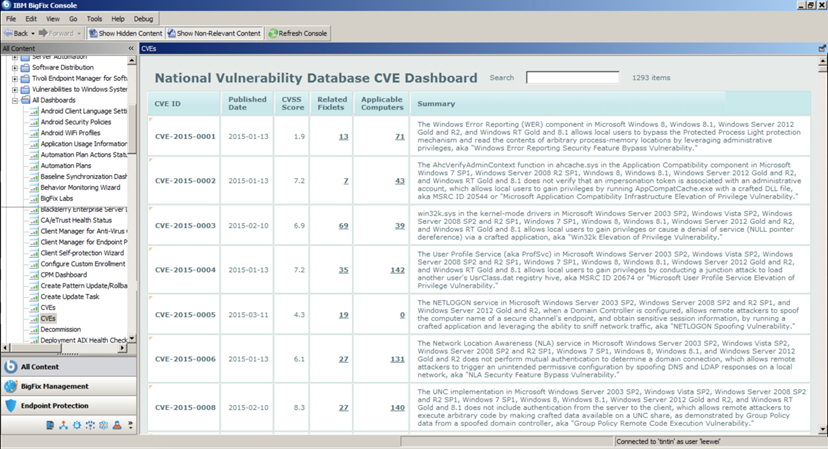 IBM BigFix Console
File Edit View Go Tools Help Debug
Back Forward Show Hidden Content Show Non-Relevant Content Refresh Console
All Content
Server Automation
Software Distribution
Tivoli Endpoint Manager for Softw
Vulnerabilities to Windows System
All Dashboards
Android Client Language Setti
Android Security Policies
Android WiFi Profiles
Application Usage Information
Automation Plan Actions Statu
Automation Plans
Baseline Synchronization Dash
Behavior Monitoring Wizard
BigFix Labs
BlackBerry Enterprise Server
CA/eTrust Health Status
Client Manager for Anti-Virus
Client Manager for Endpoint P
Client Self-protection Wizard
Configure Custom Enrollment
CPM Dashboard
Create Pattern Update/Rollba
Create Update Task
CVEs
CVEs
Decommission
Deployment AIX Health Check
All Content
BigFix Management
Endpoint Protection
CVEs
National Vulnerability Database CVE Dashboard Search 1293 items
CVE ID Published Date CVSS Score Related Fixlets Applicable Computers Summary
CVE-2015-0001 2015-01-13 1.9 13 71
The Windows Error Reporting (WER) component in Microsoft Windows 8, Windows 8.1, Windows Server 2012
Gold and R2, and Windows RT Gold and 8.1 allows local users to bypass the Protected Process Light protection
mechanism and read the contents of arbitrary process-memory locations by leveraging administrative
privileges, aka "Windows Error Reporting Security Feature Bypass Vulnerability."
CVE-2015-0002 2015-01-13 7.2 7 43
The AhcVerifyAdminContext function in ahcache.sys in the Application Compatibility component in Microsoft
Windows 7 SP1, Windows Server 2008 R2 SP1, Windows 8, Windows 8.1, Windows Server 2012 Gold and R2,
and Windows RT Gold and 8.1 does not verify that an impersonation token is associated with an administrative
account, which allows local users to gain privileges by running AppCompatCache.exe with a crafted DLL file,
aka MSRC ID 20544 or "Microsoft Application Compatibility Infrastructure Elevation of Privilege Vulnerability."
CVE-2015-0003 2015-02-10 6.9 69 39
win32k.sys in the kernel-mode drivers in Microsoft Windows Server 2003 SP2, Windows Vista SP2, Windows
Server 2008 SP2 and R2 SP1, Windows 7 SP1, Windows 8, Windows 8.1, Windows Server 2012 Gold and R2,
and Windows RT Gold and 8.1 allows local users to gain privileges or cause a denial of service (NULL pointer
dereference) via a crafted application, aka "Win32k Elevation of Privilege Vulnerability."
CVE-2015-0004 2015-01-13 7.2 35 142
The User Profile Service (aka ProfSvc) in Microsoft Windows Server 2003 SP2, Windows Vista SP2, Windows
Server 2008 SP2 and R2 SP1, Windows 7 SP1, Windows 8, Windows 8.1, Windows Server 2012 Gold and R2,
and Windows RT Gold and 8.1 allows local users to gain privileges by conducting a junction attack to load
another user's UsrClass.dat registry hive, aka MSRC ID 20674 or "Microsoft User Profile Service Elevation of
Privilege Vulnerability."
CVE-2015-0005 2015-03-11 4.3 19 0
The NETLOGON service in Microsoft Windows Server 2003 SP2, Windows Server 2008 SP2 and R2 SP1, and
Windows Server 2012 Gold and R2, when a Domain Controller is configured, allows remote attackers to spoof
the computer name of a secure channel's endpoint, and obtain sensitive session information, by running a
crafted application and leveraging the ability to sniff network traffic, aka "NETLOGON Spoofing Vulnerability."
CVE-2015-0006 2015-01-13 6.1 27 131
The Network Location Awareness (NLA) service in Microsoft Windows Server 2003 SP2, Windows Vista SP2,
Windows Server 2008 SP2 and R2 SP1, Windows 7 SP1, Windows 8, Windows 8.1, and Windows Server 2012
Gold and R2 does not perform mutual authentication to determine a domain connection, which allows remote
attackers to trigger an unintended permissive configuration by spoofing DNS and LDAP responses on a local
network, aka "NLA Security Feature Bypass Vulnerability."
CVE-2015-0008 2015-02-10 8.3 27 140
The UNC implementation in Microsoft Windows Server 2003 SP2, Windows Vista SP2, Windows Server 2008 SP2
and R2 SP1, Windows 7 SP1, Windows 8, Windows 8.1, Windows Server 2012 Gold and R2, and Windows RT
Gold and 8.1 does not include authentication from the server to the client, which allows remote attackers to
execute arbitrary code by making crafted data available on a UNC share, as demonstrated by Group Policy
data from a spoofed domain controller, aka "Group Policy Remote Code Execution Vulnerability."
Connected to 'tintin' as user 'leewei'